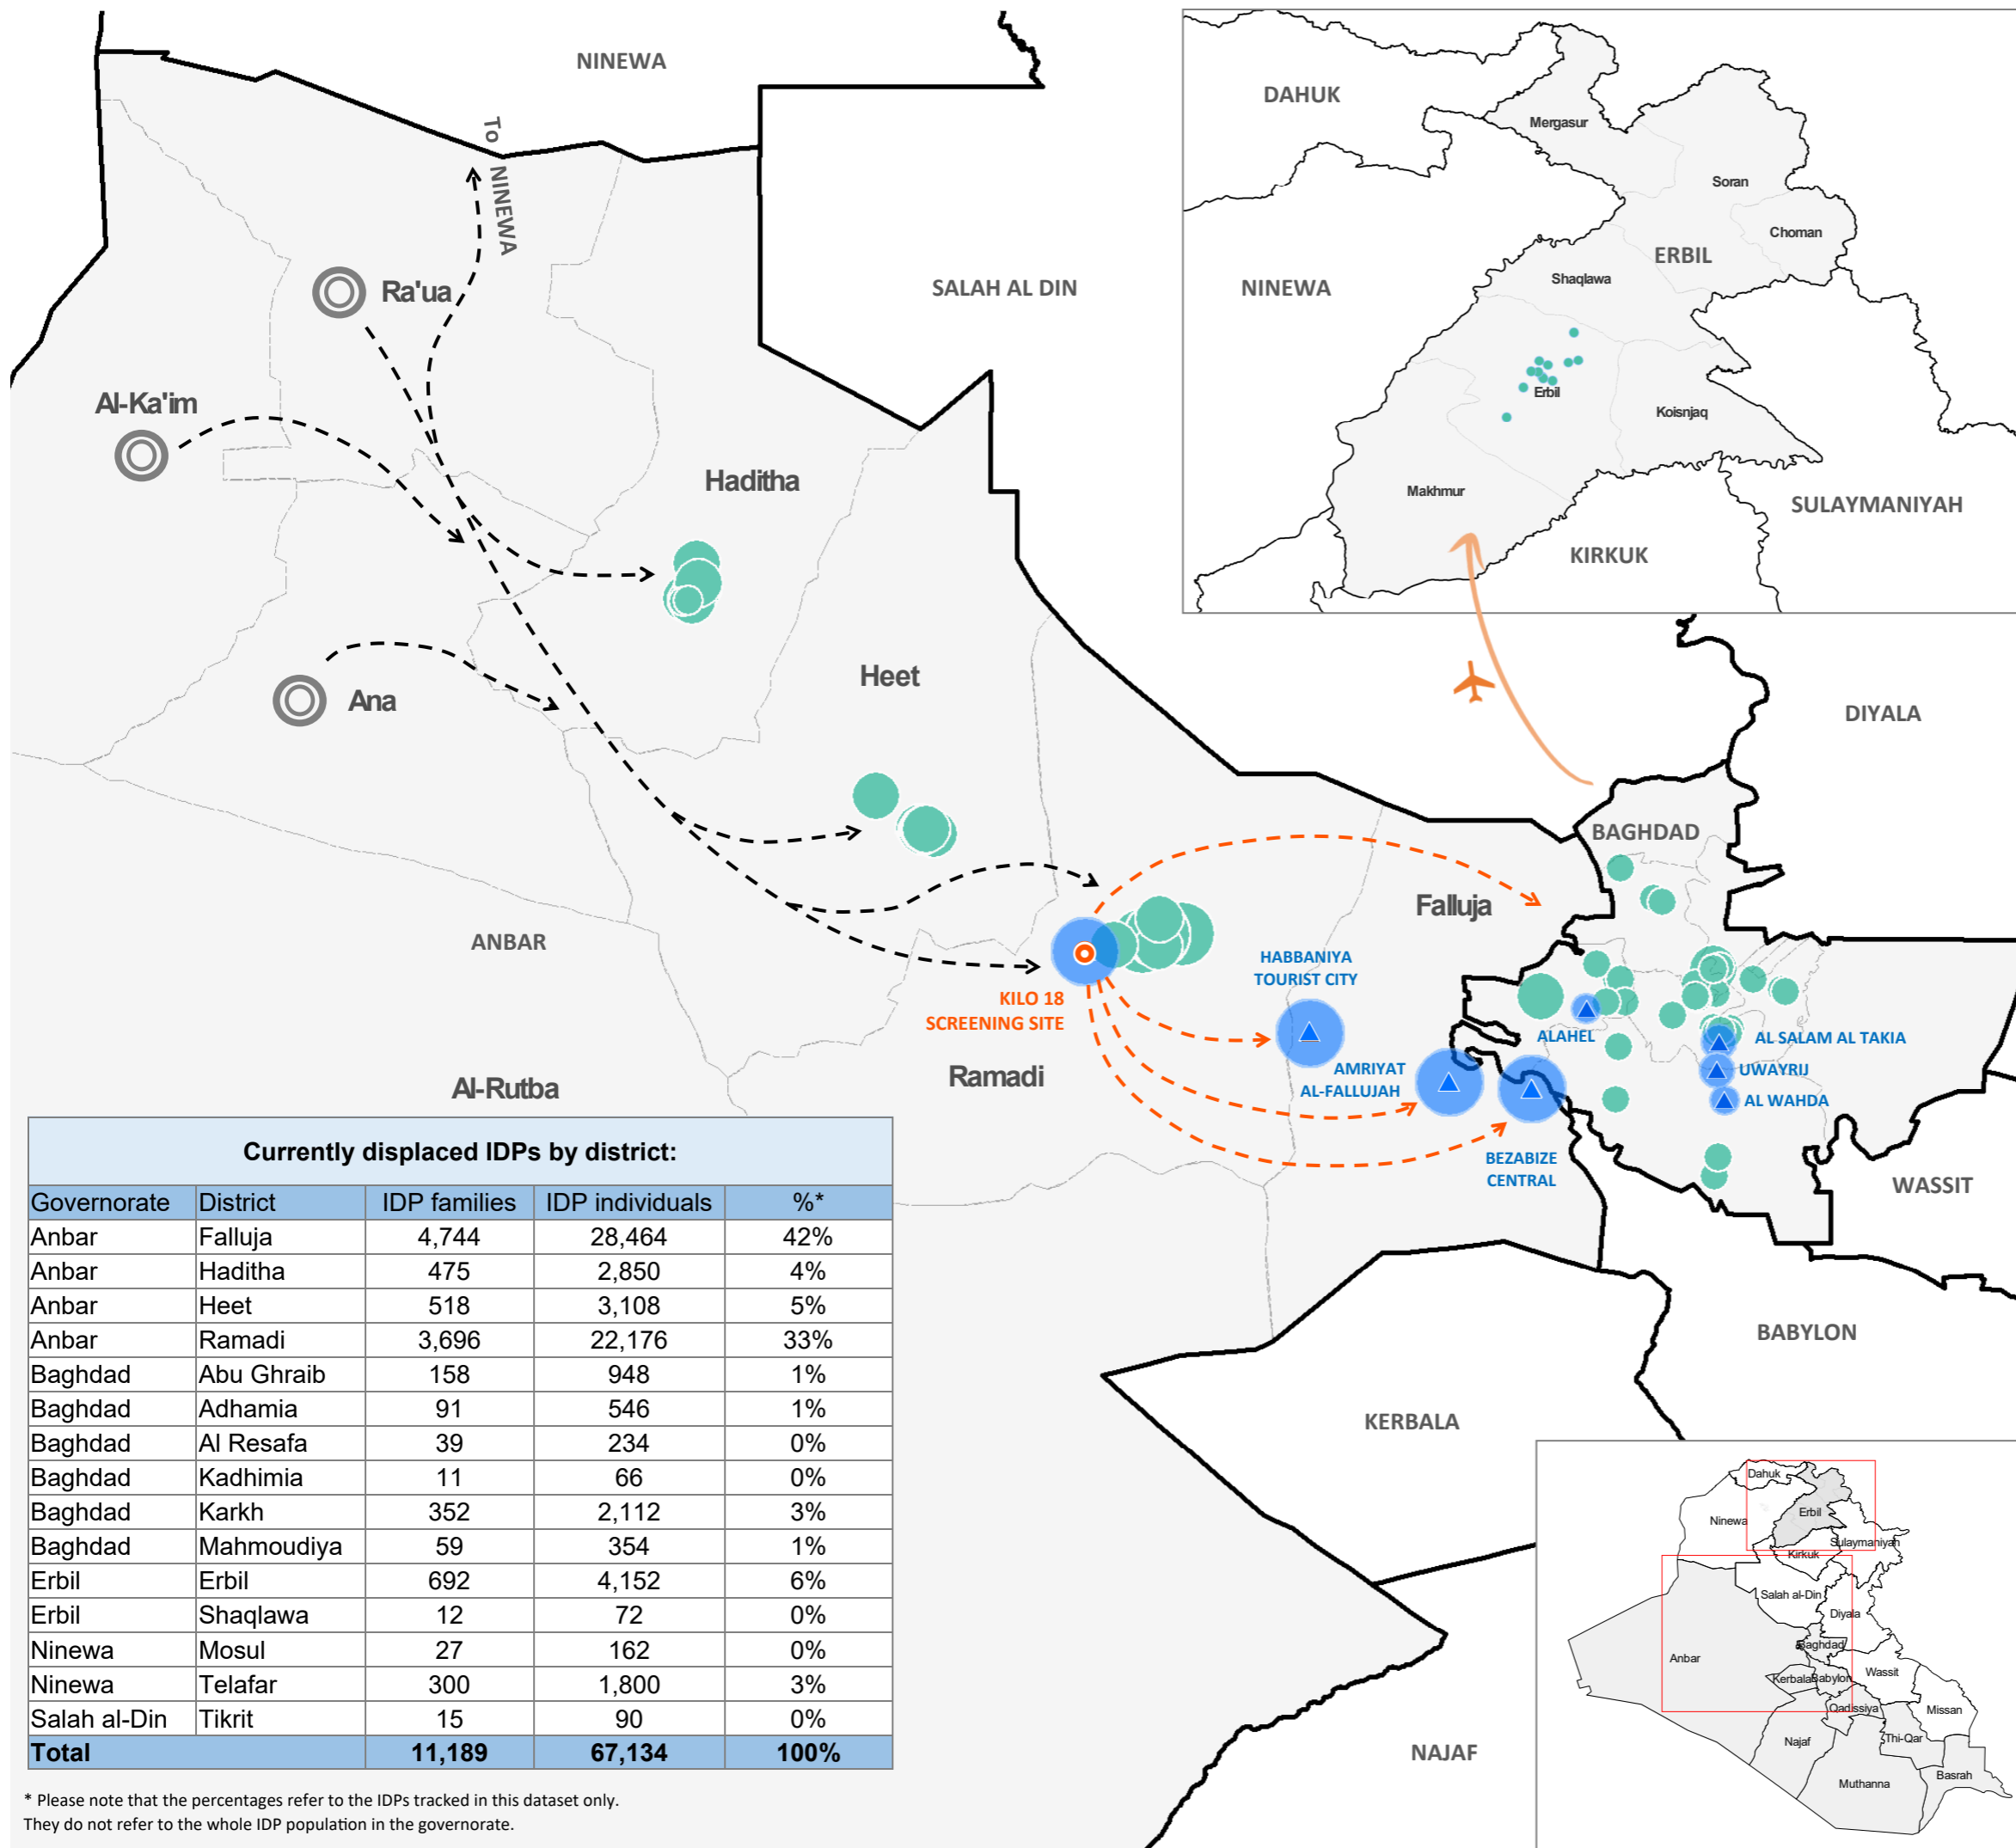 NINEWA
To NINEWA
SALAH AL DIN
Ra'ua
Al-Ka'im
Haditha
Ana
Heet
ANBAR
Al-Rutba
Ramadi
Falluja
KILO 18
SCREENING SITE
HABBANIYA
TOURIST CITY
AMRIYAT
AL-FALLUJAH
BEZABIZE
CENTRAL
BAGHDAD
ALAHEL
AL SALAM AL TAKIA
UWAYRIJ
AL WAHDA
DIYALA
WASSIT
BABYLON
KERBALA
NAJAF
DAHUK
Mergasur
Soran
Choman
ERBIL
Shaqlawa
NINEWA
Erbil
Koisnjaq
Makhmur
SULAYMANIYAH
KIRKUK
Currently displaced IDPs by district:
Governorate District IDP families IDP individuals %*
Anbar Falluja 4,744 28,464 42%
Anbar Haditha 475 2,850 4%
Anbar Heet 518 3,108 5%
Anbar Ramadi 3,696 22,176 33%
Baghdad Abu Ghraib 158 948 1%
Baghdad Adhamia 91 546 1%
Baghdad Al Resafa 39 234 0%
Baghdad Kadhimia 11 66 0%
Baghdad Karkh 352 2,112 3%
Baghdad Mahmoudiya 59 354 1%
Erbil Erbil 692 4,152 6%
Erbil Shaqlawa 12 72 0%
Ninewa Mosul 27 162 0%
Ninewa Telafar 300 1,800 3%
Salah al-Din Tikrit 15 90 0%
Total 11,189 67,134 100%
* Please note that the percentages refer to the IDPs tracked in this dataset only.
They do not refer to the whole IDP population in the governorate.
Dahuk
Ninewa
Erbil
Sulaymaniyah
Kirkuk
Salah al-Din
Diyala
Baghdad
Anbar
Kerbala
Babylon
Wassit
Qadissiya
Missan
Najaf
Thi-Qar
Muthanna
Basrah